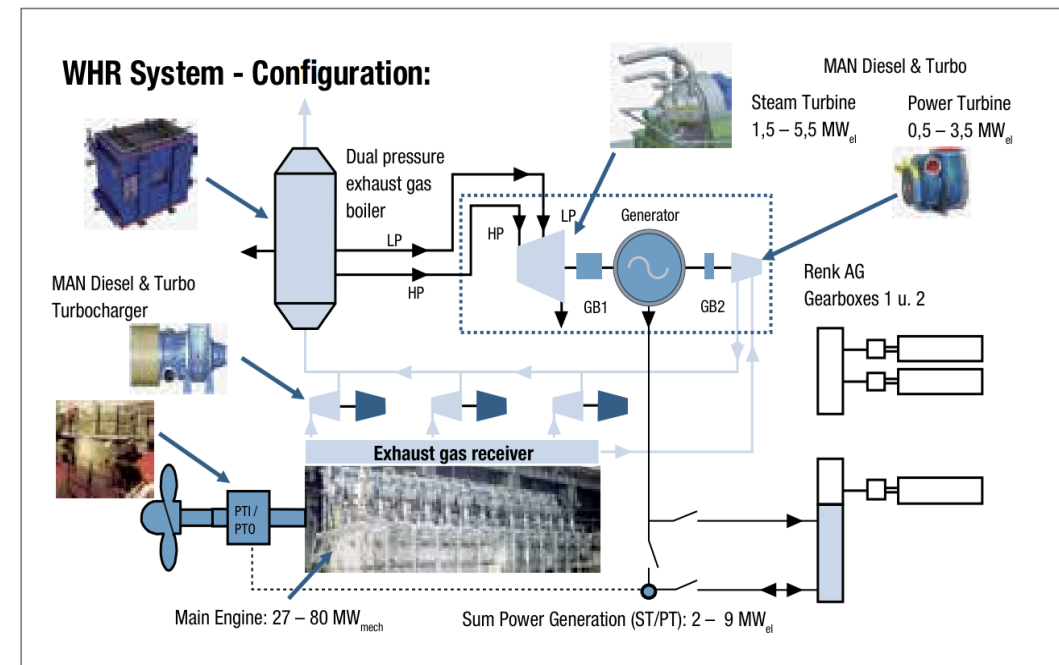 WHR System - Configuration:
MAN Diesel & Turbo
Steam Turbine
1,5 – 5,5 MWel
Power Turbine
0,5 – 3,5 MWel
Dual pressure
exhaust gas
boiler
LP
HP
HP
LP
Generator
GB1
GB2
MAN Diesel & Turbo
Turbocharger
Renk AG
Gearboxes 1 u. 2
Exhaust gas receiver
PTI /
PTO
Main Engine: 27 – 80 MWmech
Sum Power Generation (ST/PT): 2 – 9 MWel